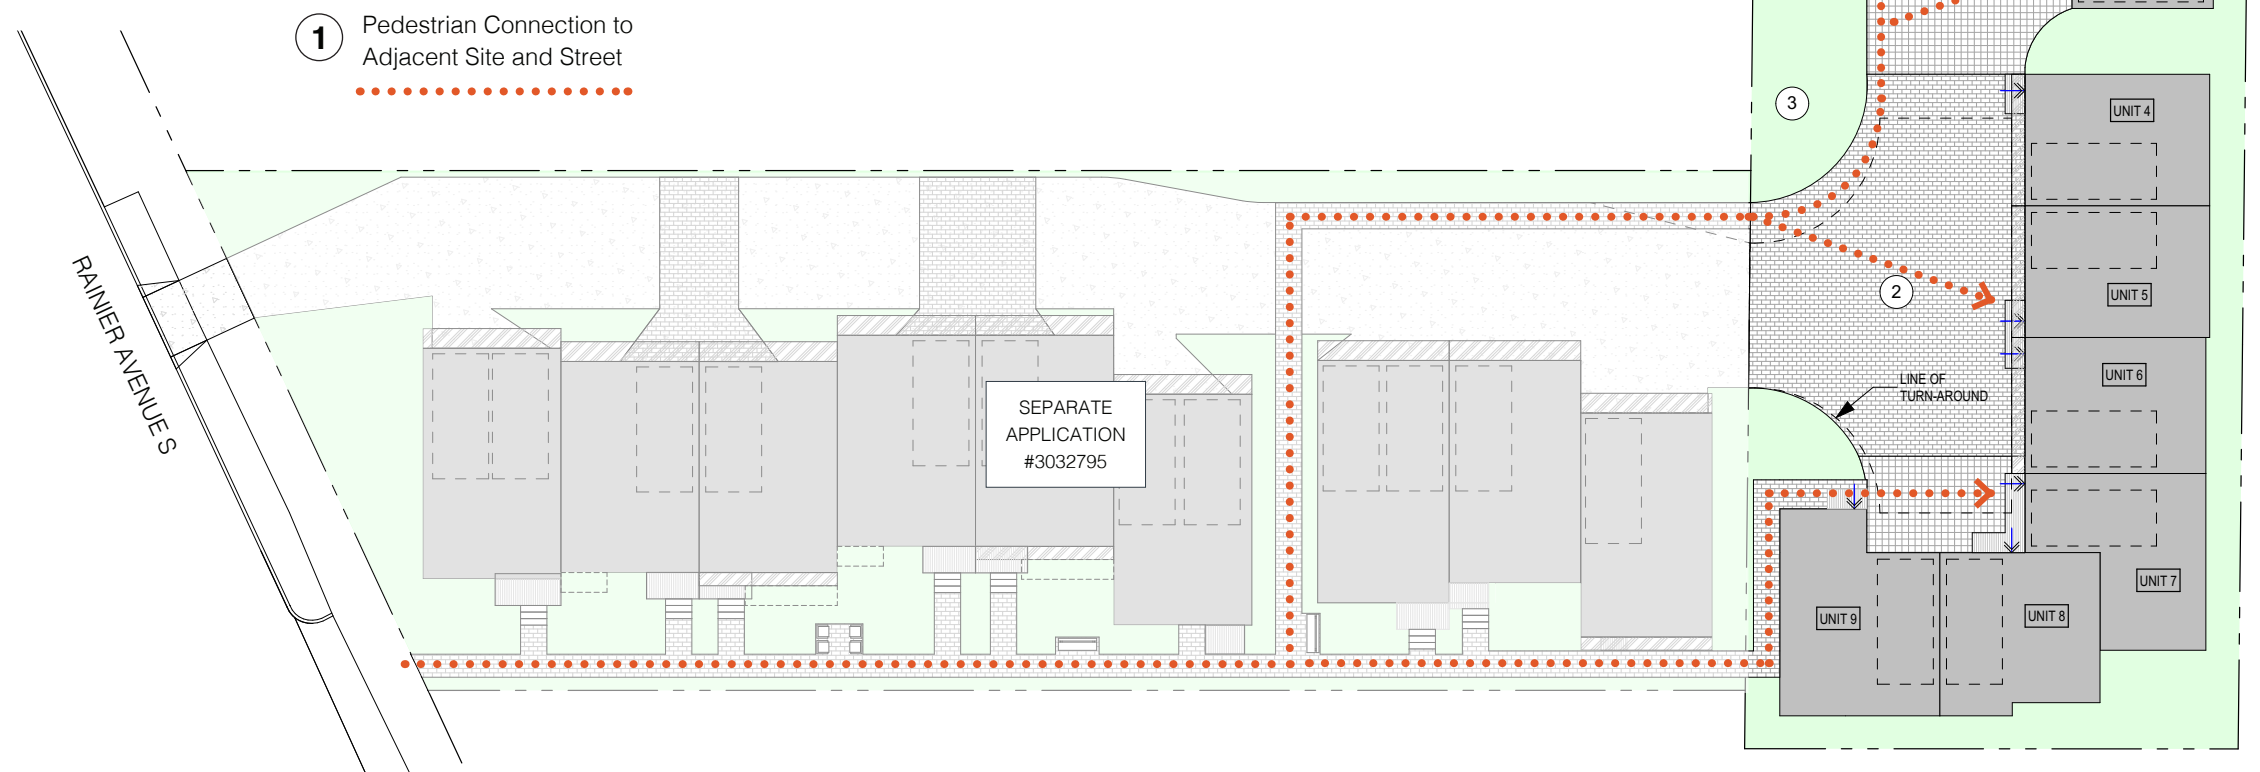 1
Pedestrian Connection to
Adjacent Site and Street
3
UNIT 4
RAINIER AVENUE S
2
UNIT 5
UNIT 6
LINE OF
TURN-AROUND
SEPARATE
APPLICATION
#3032795
UNIT 7
UNIT 9
UNIT 8